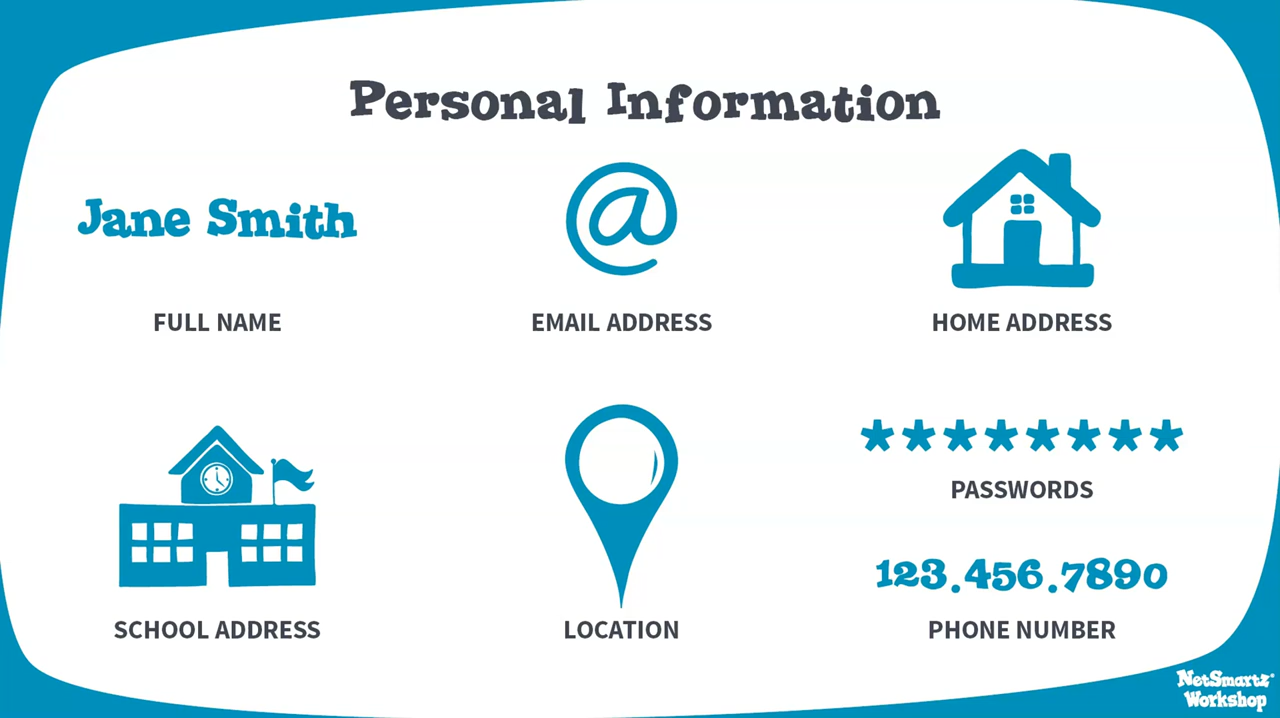 Personal Information
Jane Smith
@
FULL NAME
EMAIL ADDRESS
HOME ADDRESS
********
PASSWORDS
123.456.7890
SCHOOL ADDRESS
LOCATION
PHONE NUMBER
NetSmartz®
Workshop